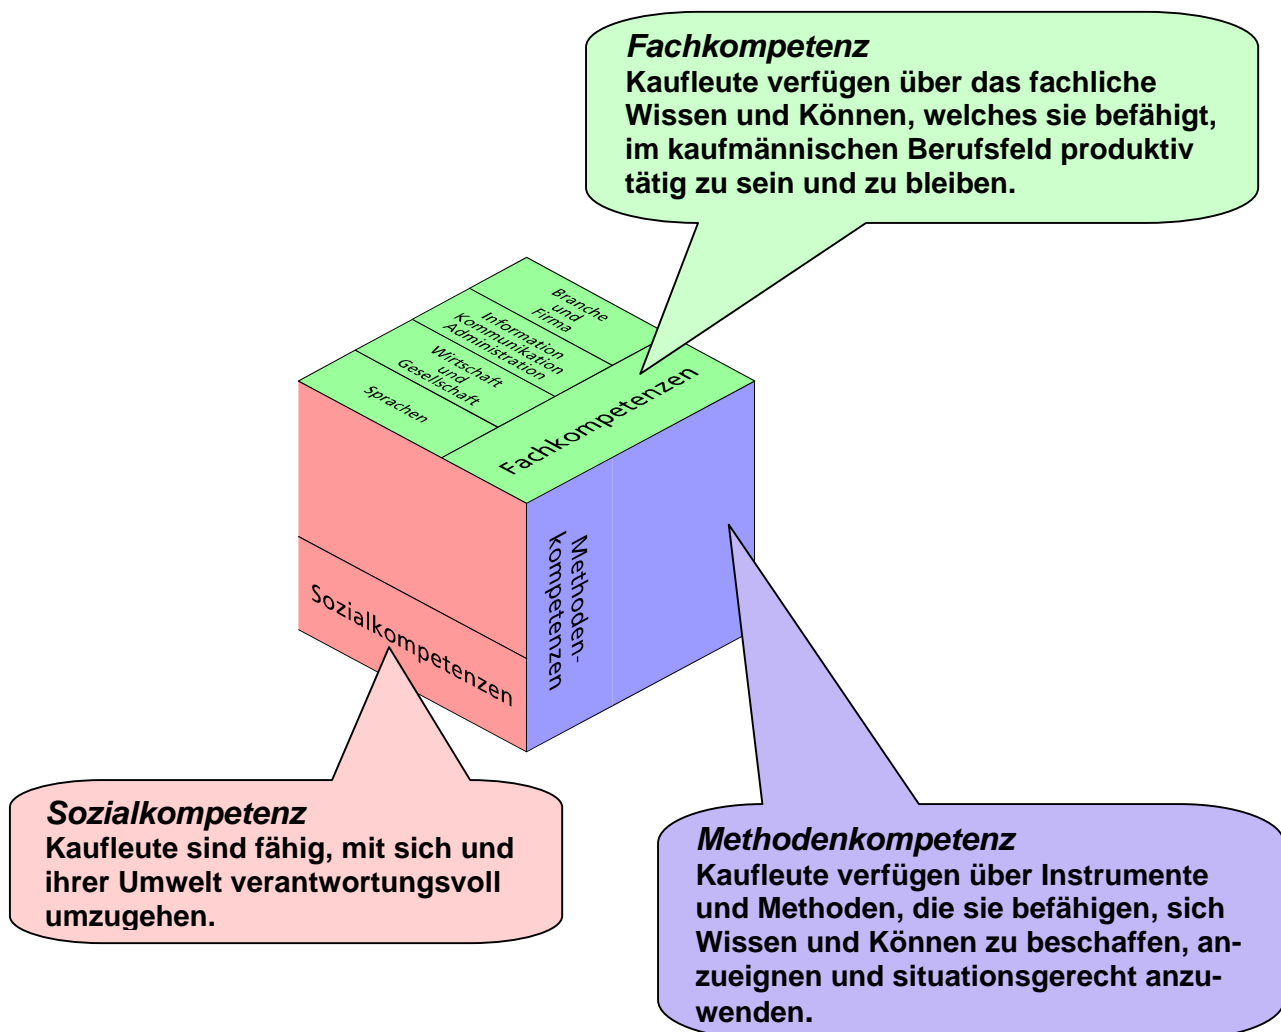 Fachkompetenz
Kaufleute verfügen über das fachliche
Wissen und Können, welches sie befähigt,
im kaufmännischen Berufsfeld produktiv
tätig zu sein und zu bleiben.
Branche
und
Firma
Information
Kommunikation
Administration
Wirtschaft
und
Gesellschaft
Sprachen
Fachkompetenzen
Methoden-
kompetenzen
Sozialkompetenzen
Sozialkompetenz
Kaufleute sind fähig, mit sich und
ihrer Umwelt verantwortungsvoll
umzugehen.
Methodenkompetenz
Kaufleute verfügen über Instrumente
und Methoden, die sie befähigen, sich
Wissen und Können zu beschaffen, an-
zueignen und situationsgerecht anzu-
wenden.